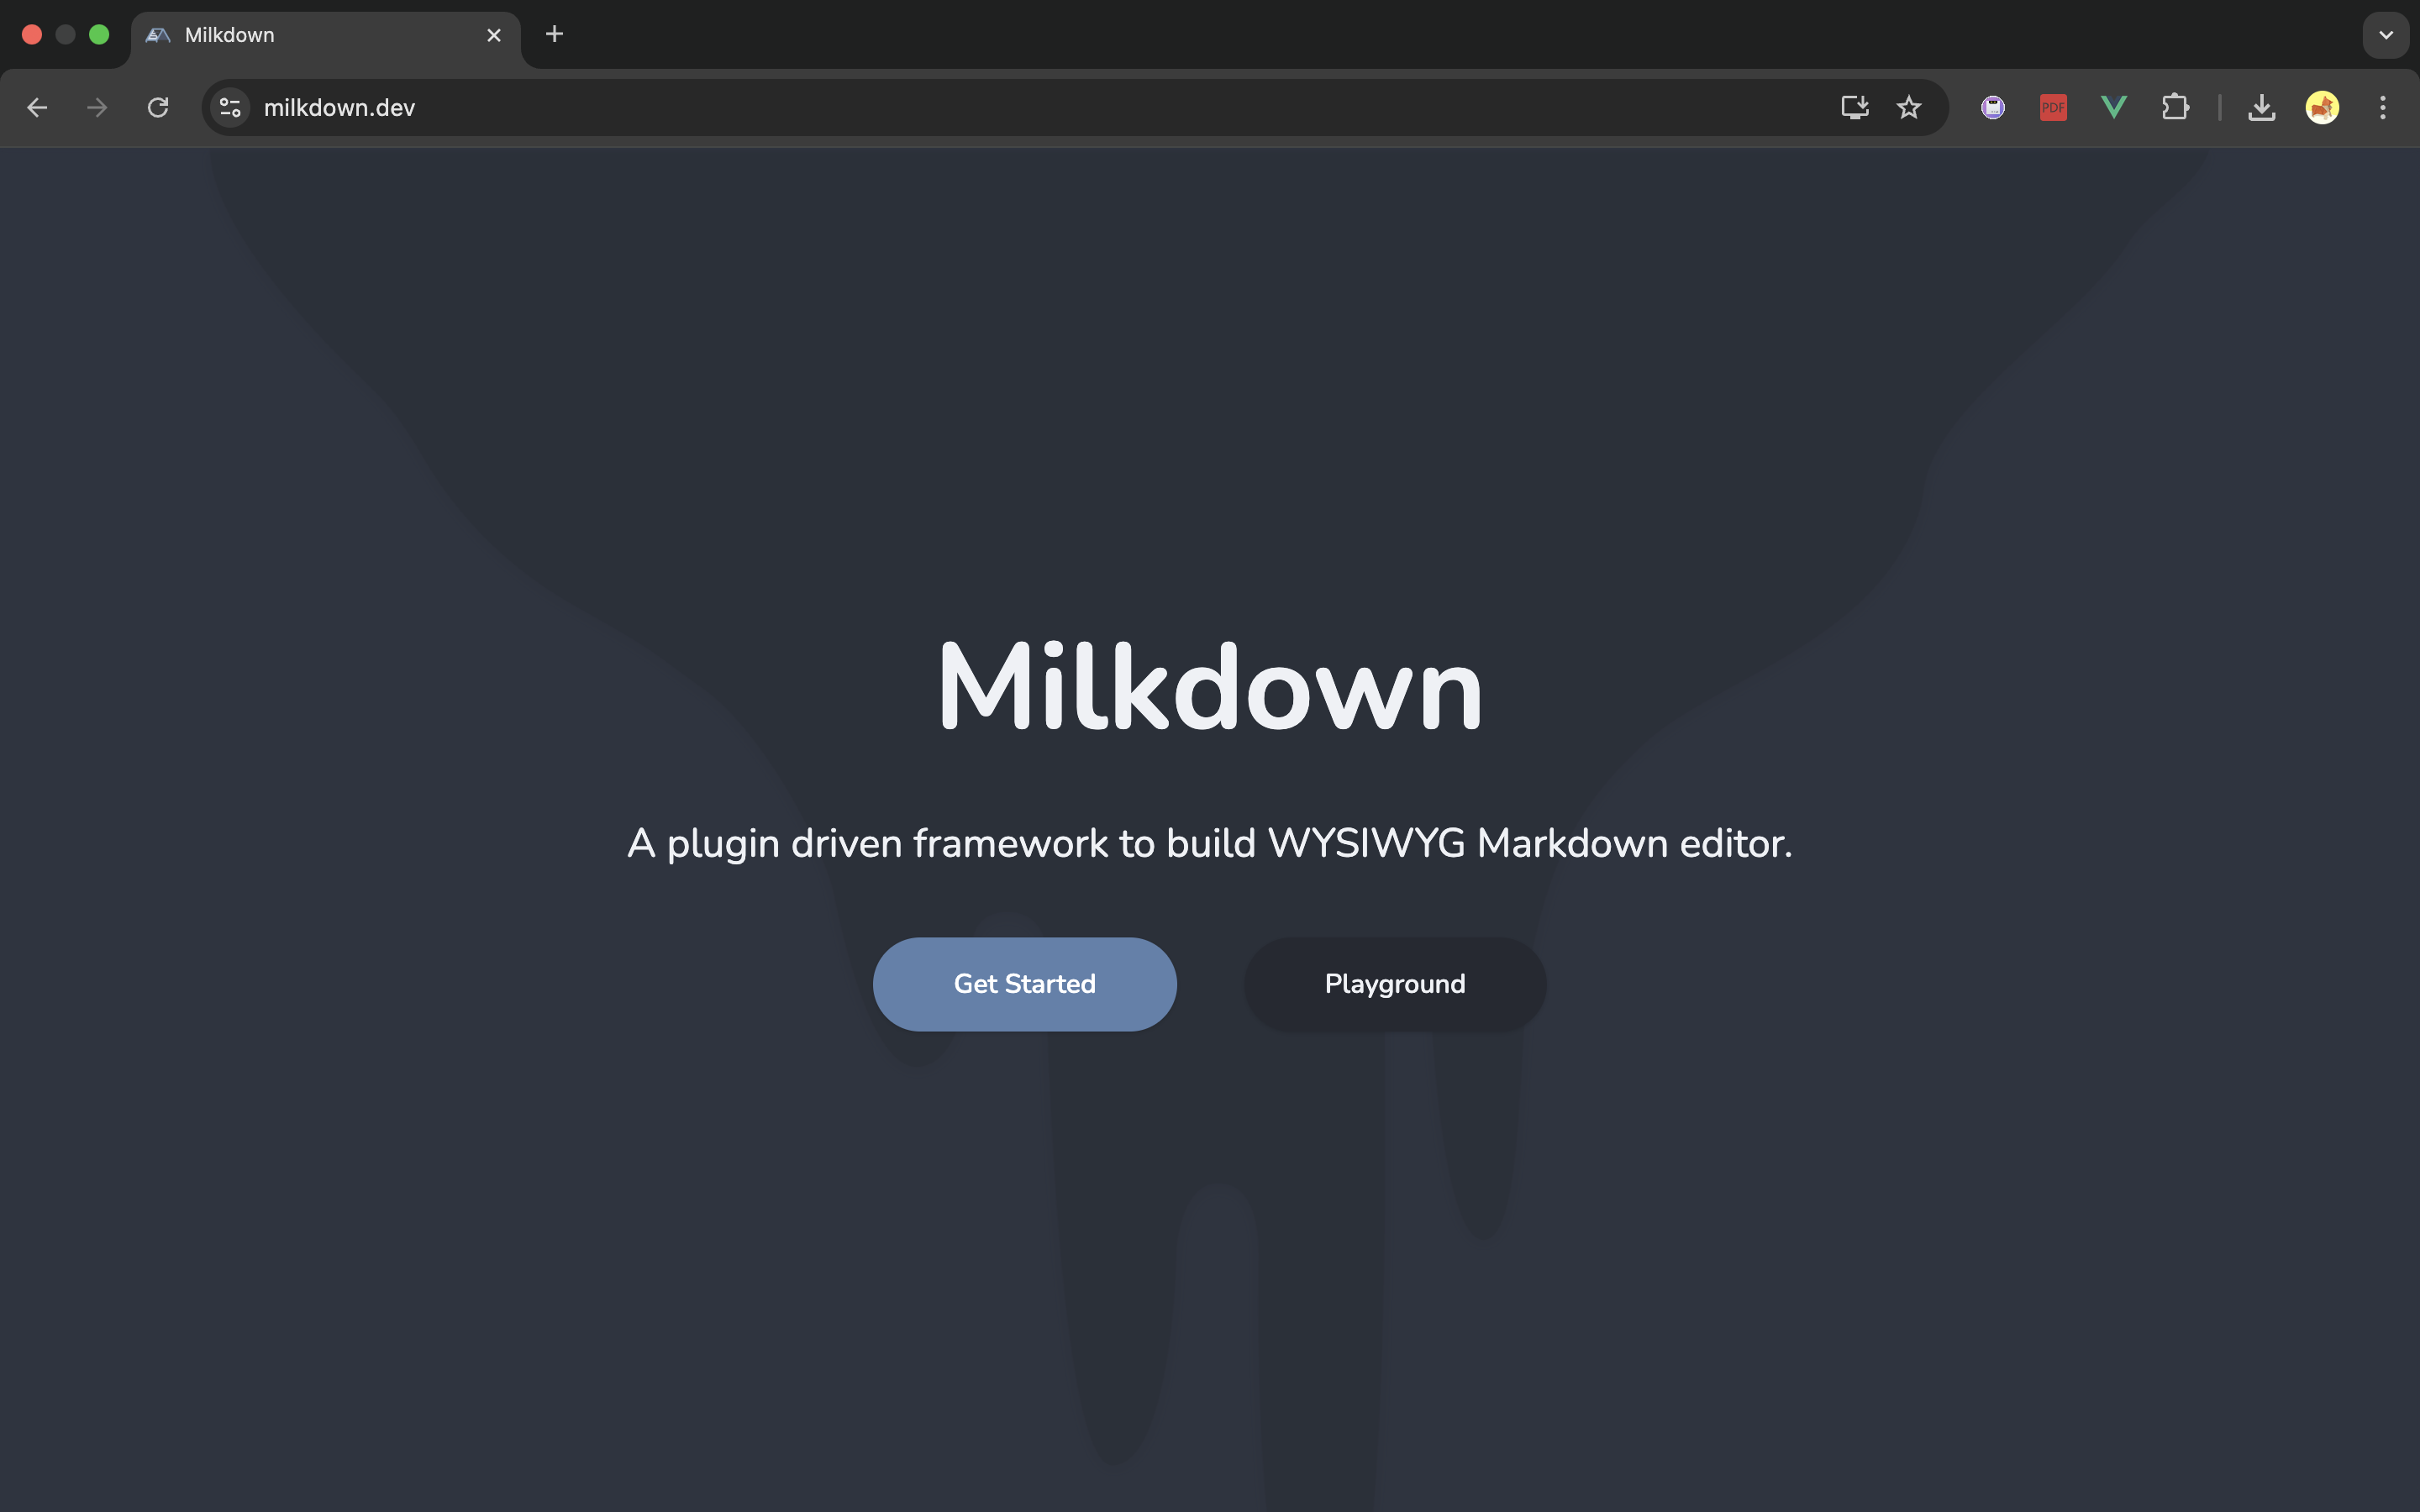 Milkdown
milkdown.dev
PDF
Milkdown
A plugin driven framework to build WYSIWYG Markdown editor.
Get Started
Playground